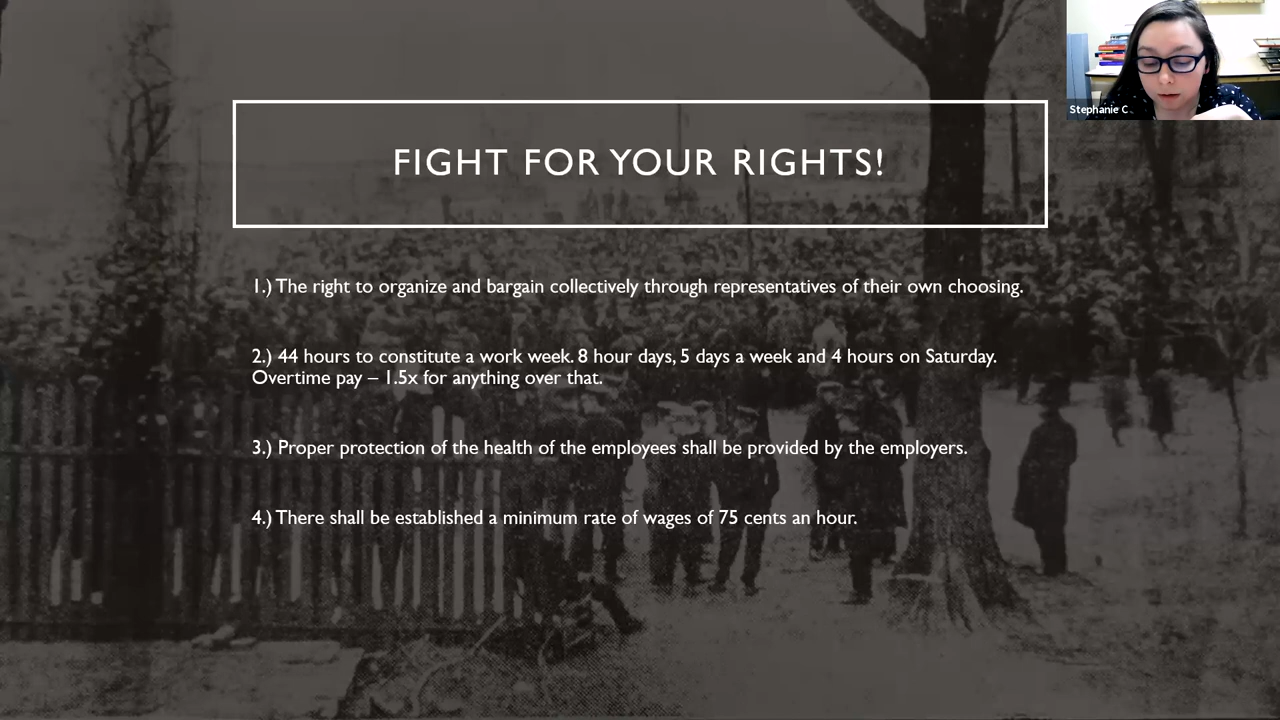 FIGHT FOR YOUR RIGHTS!
Stephanie C
1.) The right to organize and bargain collectively through representatives of their own choosing.
2.) 44 hours to constitute a work week. 8 hour days, 5 days a week and 4 hours on Saturday.
Overtime pay – 1.5x for anything over that.
3.) Proper protection of the health of the employees shall be provided by the employers.
4.) There shall be established a minimum rate of wages of 75 cents an hour.